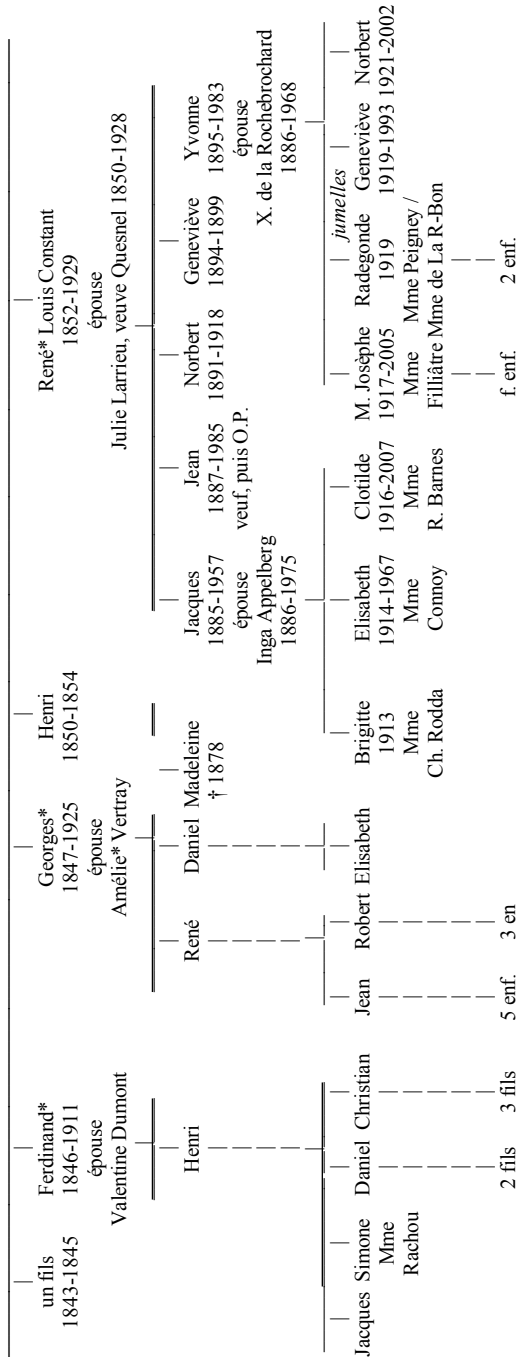 un fils
1843-1845
Ferdinand*
1846-1911
épouse
Valentine Dumont
Georges*
1847-1925
épouse
Amélie* Vertray
Henri
1850-1854
René* Louis Constant
1852-1929
épouse
Julie Larrieu, veuve Quesnel 1850-1928
Henri
René
Daniel
Madeleine
† 1878
Jacques
1885-1957
épouse
Inga Appelberg
1886-1975
Jean
1887-1985
veuf, puis O.P.
Norbert
1891-1918
Geneviève
1894-1899
Yvonne
1895-1983
épouse
X. de la Rochebrochard
1886-1968
Jacques
Simone
Mme
Rachou
Daniel
Christian
Jean
Robert
Elisabeth
Brigitte
1913
Mme
Ch. Rodda
Elisabeth
1914-1967
Mme
Connoy
Clotilde
1916-2007
Mme
R. Barnes
M. Josèphe
1917-2005
Mme
Filliâtre
jumelles
Radegonde
1919
Mme Peigney /
Mme de La R-Bon
Geneviève
1919-1993
Norbert
1921-2002
2 fils
3 fils
5 enf.
3 en
f. enf.
2 enf.